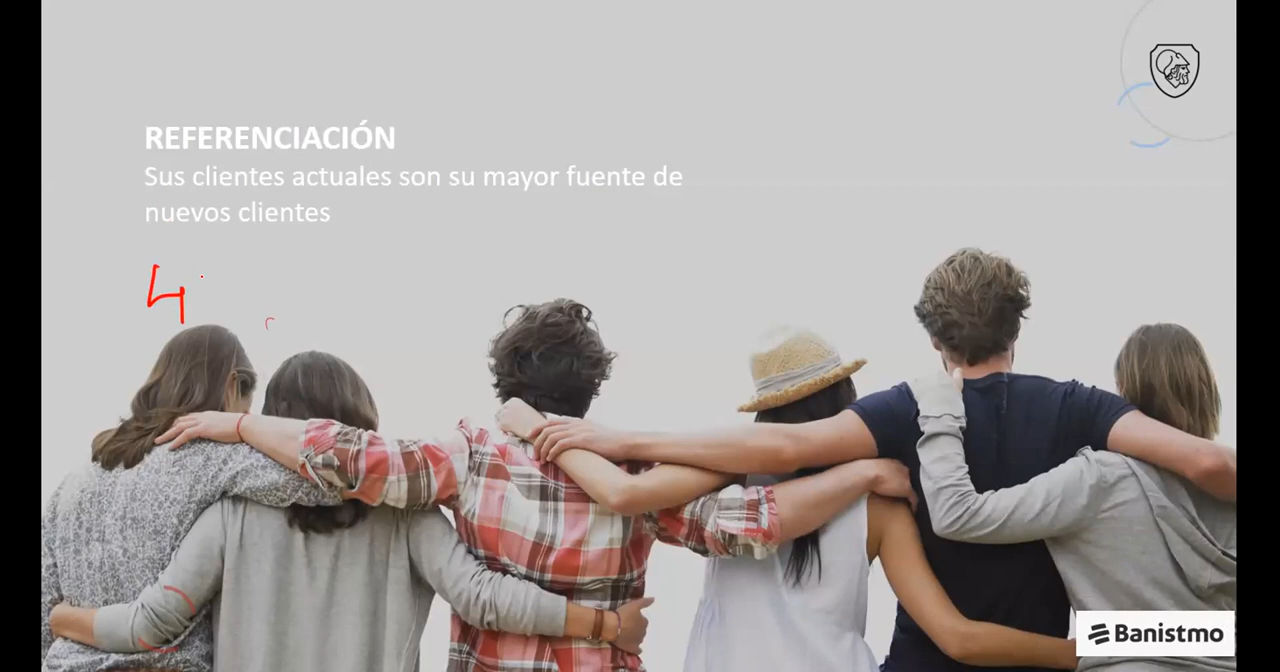 REFERENCIACIÓN
Sus clientes actuales son su mayor fuente de
nuevos clientes
4
Banistmo